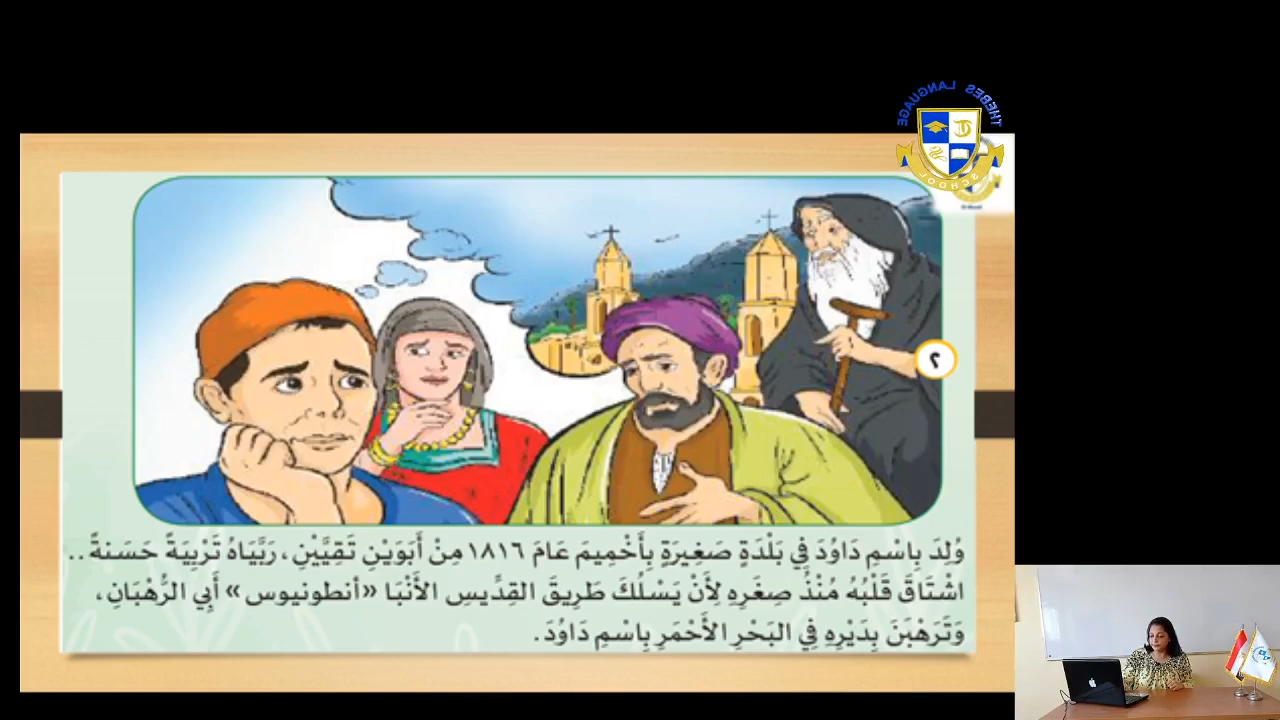 THEBES LANGUAGE
SCHOOL
٢
وُلِدَ بِاسْمِ دَاوُدَ فِي بَلْدَةٍ صَغِيرَةٍ بِأَخْمِيمَ عَامَ ١٨١٦ مِنْ أَبَوَيْنِ تَقِيَّيْنِ، رَبَّيَاهُ تَرْبِيَةً حَسَنةً..
اشْتَاقَ قَلْبُهُ مُنْذُ صِغَرِهِ لِأَنْ يَسْلُكَ طَرِيقَ القِدِّيسِ الأَنْبَا «أنطونيوس» أَبِي الرُّهْبَانِ،
وَتَرَهْبَنَ بِدَيْرِهِ فِي البَحْرِ الأَحْمَرِ بِاسْمِ دَاوُدَ.